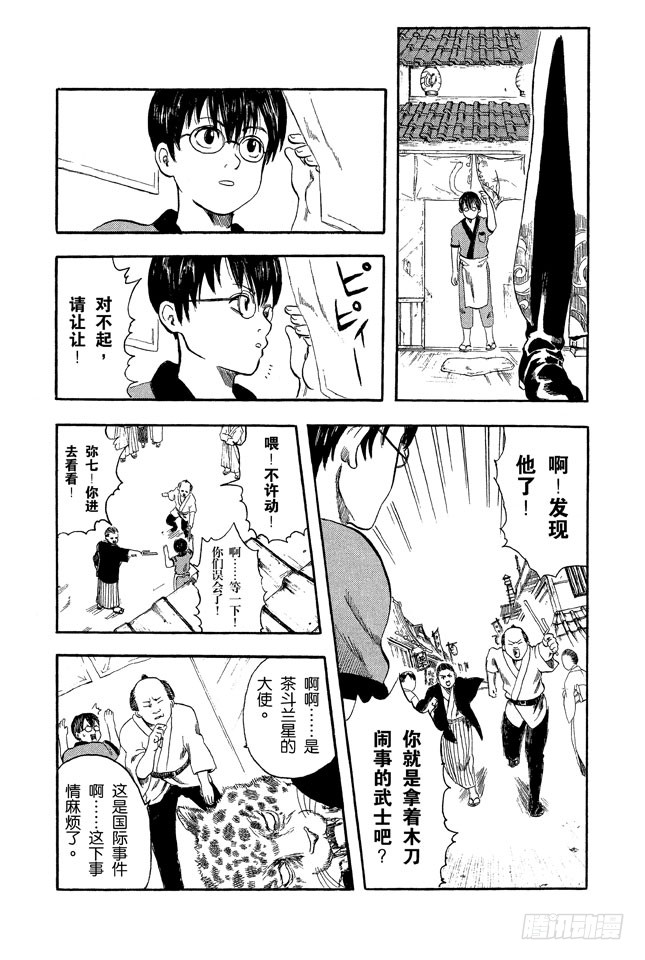 ピピィー
对不起，
请让让！
啊！发现
他了！
你就是拿着木刀
闹事的武士吧？
喂！不许动！
弥七！你进
去看看！
啊……等一下！
你们误会了！
啊啊……是
茶斗兰星的
大使。
这是国际事件
啊……这下事
情麻烦了。
腾讯动漫